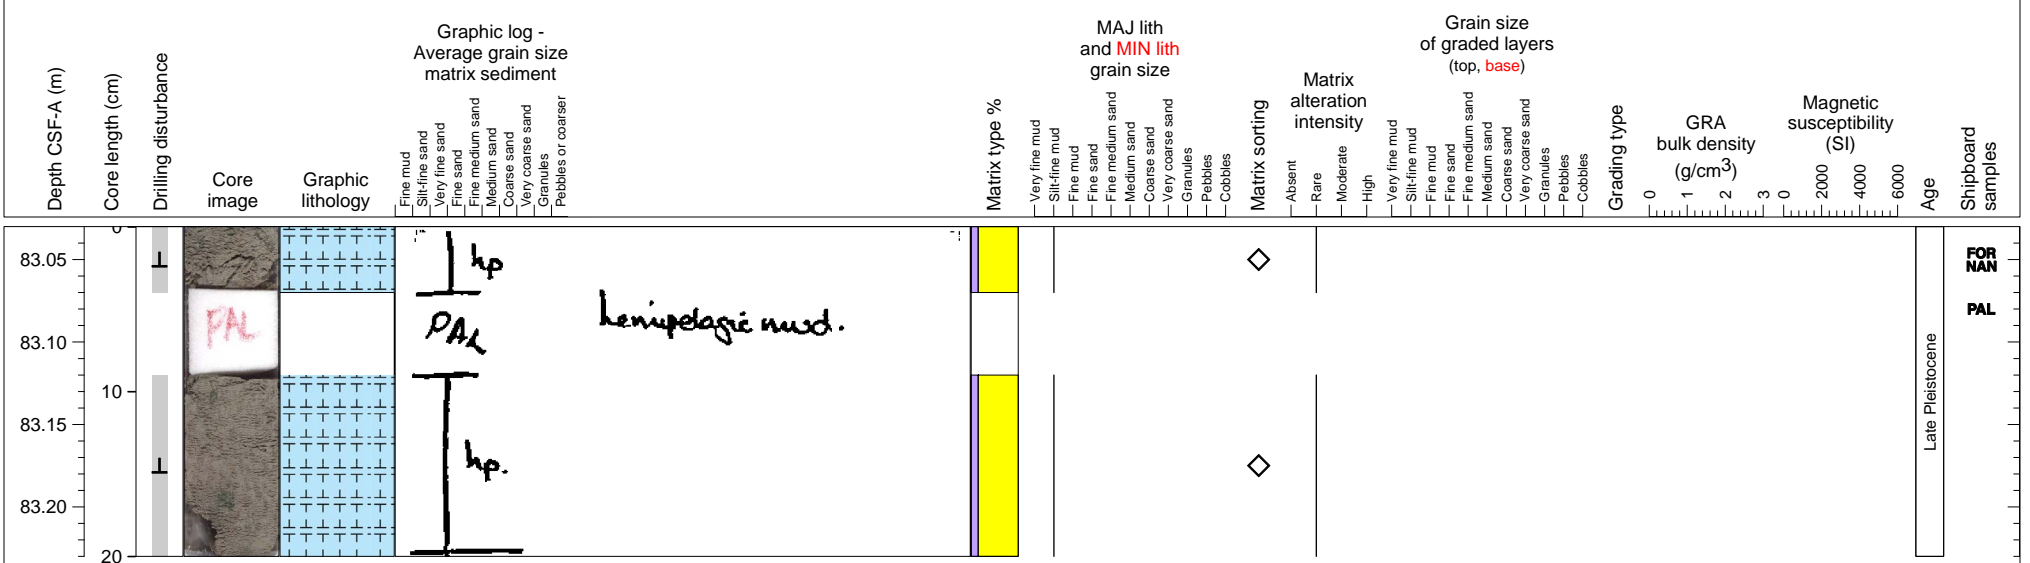 Depth CSF-A (m)
Core length (cm)
Drilling disturbance
Core
image
Graphic
lithology
Graphic log -
Average grain size
matrix sediment
Fine mud
Silt-fine sand
Very fine sand
Fine sand
Fine medium sand
Medium sand
Coarse sand
Very coarse sand
Granules
Pebbles or coarser
Matrix type %
MAJ lith
and MIN lith
grain size
Very fine mud
Silt-fine mud
Fine mud
Fine sand
Fine medium sand
Medium sand
Coarse sand
Very coarse sand
Granules
Pebbles
Cobbles
Matrix sorting
Matrix
alteration
intensity
Absent
Rare
Moderate
High
Grain size
of graded layers
(top, base)
Very fine mud
Silt-fine mud
Fine mud
Fine sand
Fine medium sand
Medium sand
Coarse sand
Very coarse sand
Granules
Pebbles
Cobbles
Grading type
GRA
bulk density
(g/cm3)
0 1 2 3
Magnetic
susceptibility
(SI)
0 2000 4000 6000
Age
Shipboard
samples
83.05
83.10
83.15
83.20
0
10
20
PAL
hp
PAL
hp.
hemipelagic mud.
Late Pleistocene
FOR
NAN
PAL